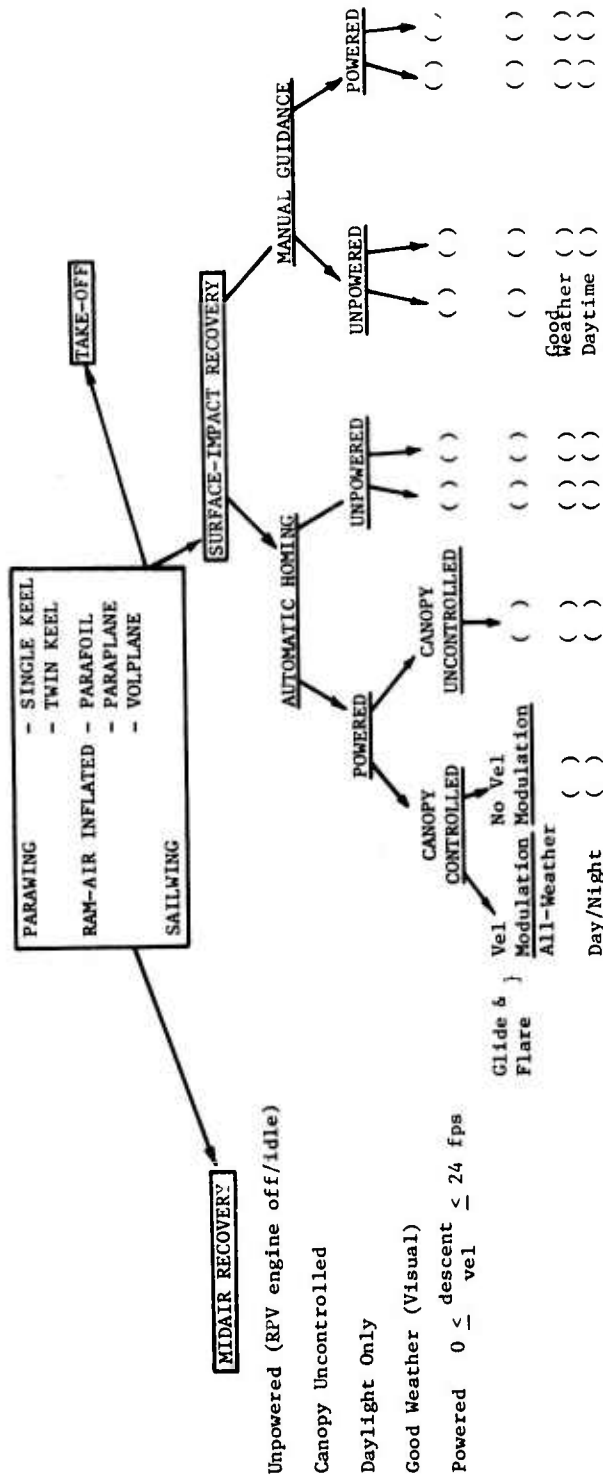 PARAWING - SINGLE KEEL
- TWIN KEEL
RAM-AIR INFLATED - PARAFOIL
- PARAPLANE
- VOLPLANE
SAILWING
TAKE-OFF
MIDAIR RECOVERY
SURFACE-IMPACT RECOVERY
Unpowered (RPV engine off/idle)
Canopy Uncontrolled
Daylight Only
Good Weather (Visual)
Powered 0 ≤ descent vel ≤ 24 fps
AUTOMATIC HOMING
MANUAL GUIDANCE
POWERED
UNPOWERED
UNPOWERED
POWERED
CANOPY CONTROLLED
CANOPY UNCONTROLLED
( ) ( ) ( ) ( ) ( ) ( )
Glide & Flare }
Vel Modulation
No Vel Modulation
( ) ( ) ( ) ( ) ( ) ( )
All-Weather ( ) ( ) ( ) ( ) Good Weather ( ) ( ) ( )
Day/Night ( ) ( ) ( ) ( ) Daytime ( ) ( ) ( )